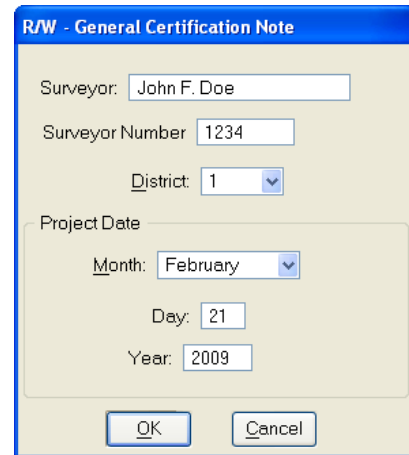 R/W - General Certification Note
Surveyor: John F. Doe
Surveyor Number 1234
District: 1
Project Date
Month: February
Day: 21
Year: 2009
OK Cancel